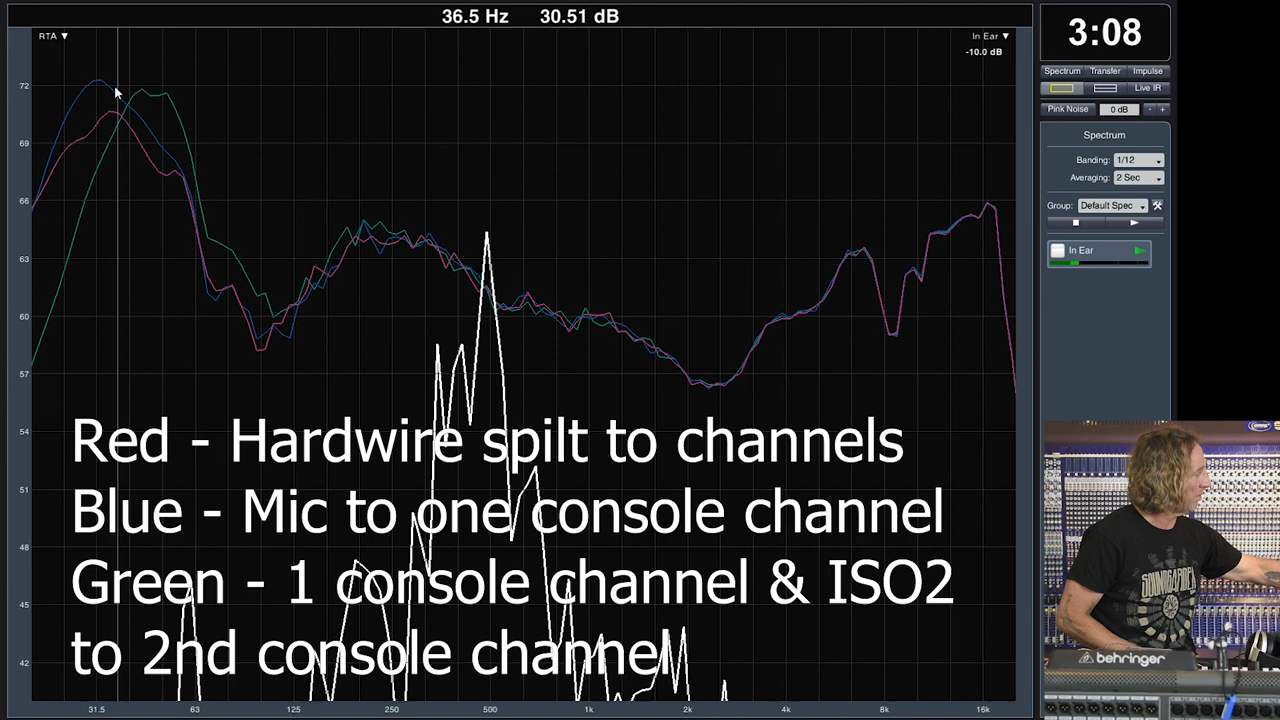 36.5 Hz 30.51 dB
RTA ▼
In Ear ▼
-10.0 dB
72
69
66
63
60
57
54
51
48
45
42
31.5 63 125 250 500 1k 2k 4k 8k 16k
Red - Hardwire spilt to channels
Blue - Mic to one console channel
Green - 1 console channel & ISO2
to 2nd console channel
3:08
Spectrum Transfer Impulse
Live IR
Pink Noise 0 dB - +
Spectrum
Banding: 1/12
Averaging: 2 Sec
Group: Default Spec
In Ear
behringer